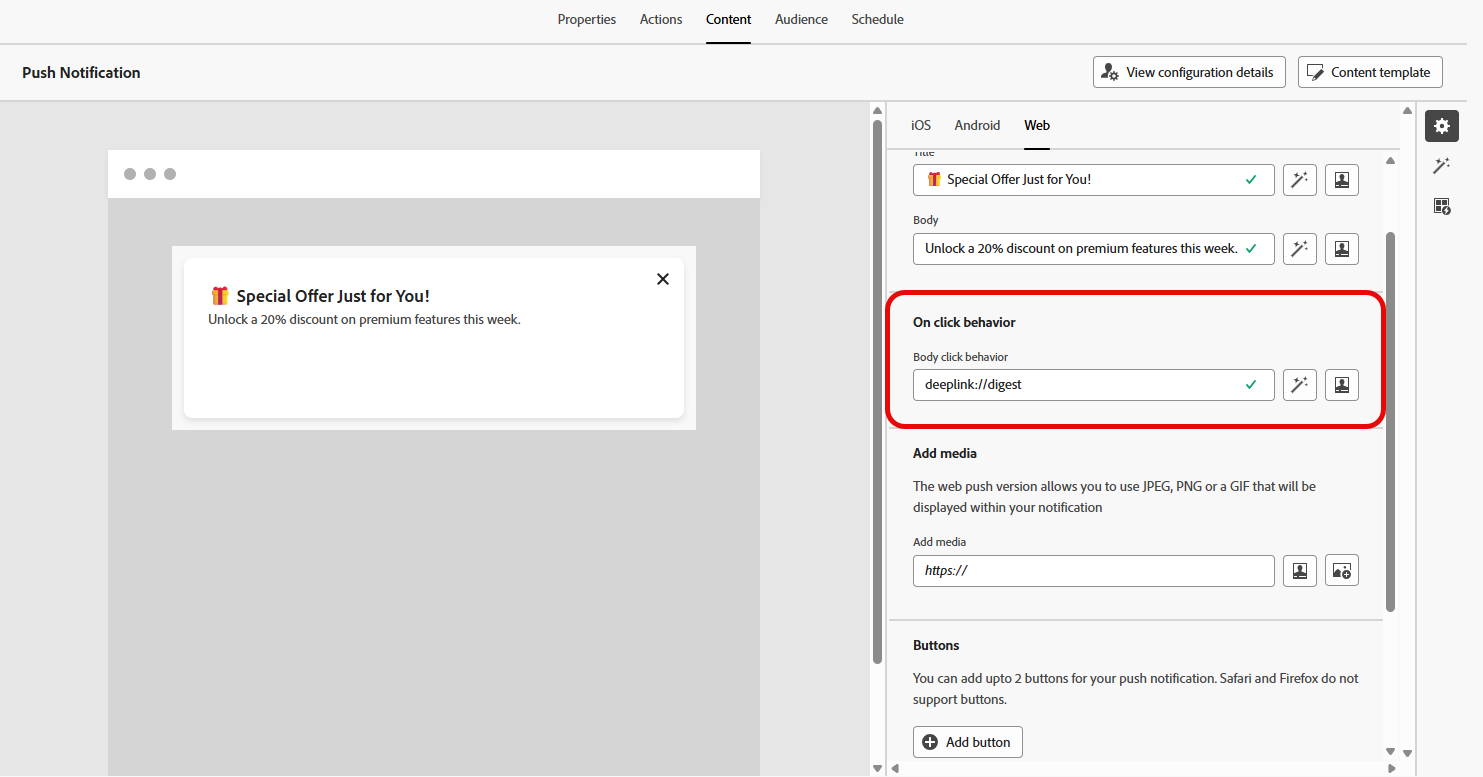 Properties Actions Content Audience Schedule
Push Notification
View configuration details
Content template
iOS Android Web
Title
🎁 Special Offer Just for You!
Body
Unlock a 20% discount on premium features this week.
🎁 Special Offer Just for You!
Unlock a 20% discount on premium features this week.
On click behavior
Body click behavior
deeplink://digest
Add media
The web push version allows you to use JPEG, PNG or a GIF that will be
displayed within your notification
Add media
https://
Buttons
You can add upto 2 buttons for your push notification. Safari and Firefox do not
support buttons.
Add button